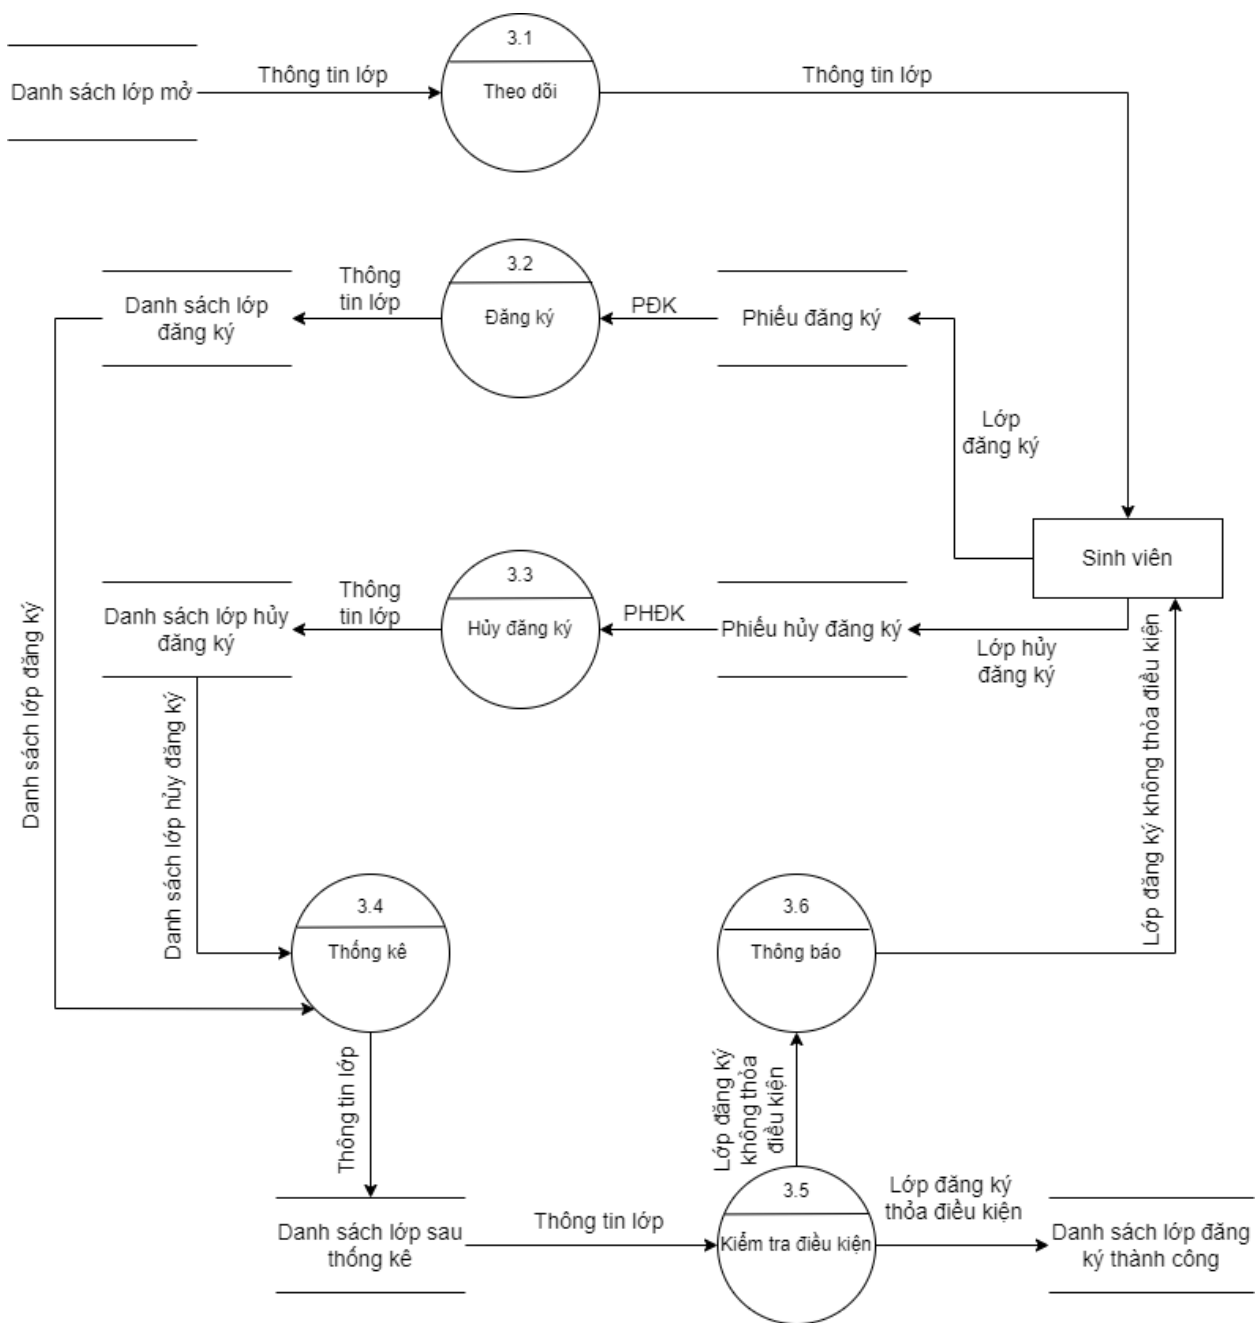 3.1
Danh sách lớp mở
Thông tin lớp
Theo dõi
Thông tin lớp
3.2
Danh sách lớp
đăng ký
Thông
tin lớp
Đăng ký
PĐK
Phiếu đăng ký
Lớp
đăng ký
Sinh viên
3.3
Danh sách lớp hủy
đăng ký
Thông
tin lớp
Hủy đăng ký
PHĐK
Phiếu hủy đăng ký
Lớp hủy
đăng ký
Danh sách lớp đăng ký
Danh sách lớp hủy đăng ký
Lớp đăng ký không thỏa điều kiện
3.4
Thống kê
3.6
Thông báo
Thông tin lớp
Lớp đăng ký
không thỏa
điều kiện
3.5
Danh sách lớp sau
thống kê
Thông tin lớp
Kiểm tra điều kiện
Lớp đăng ký
thỏa điều kiện
Danh sách lớp đăng
ký thành công